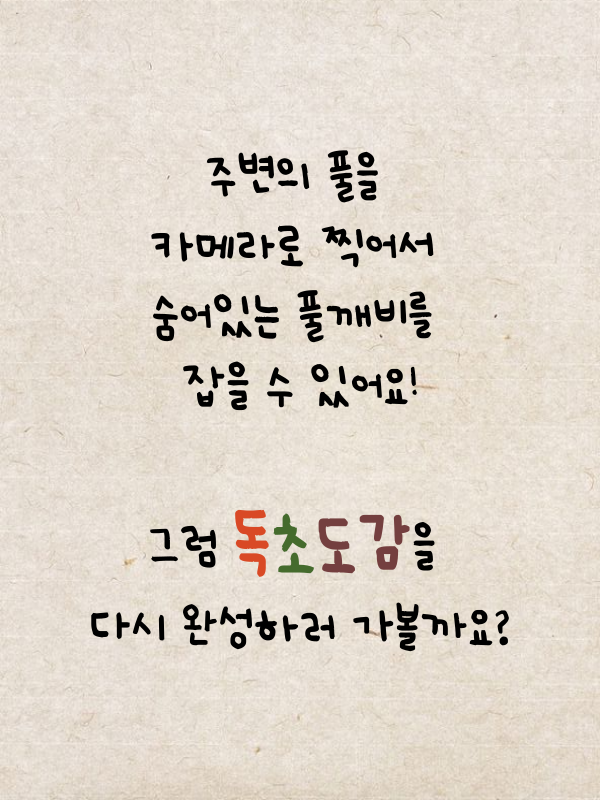 주변의 풀을
카메라로 찍어서
숨어있는 풀깨비를
잡을 수 있어요!
그럼 독초도감을
다시 완성하러 가볼까요?